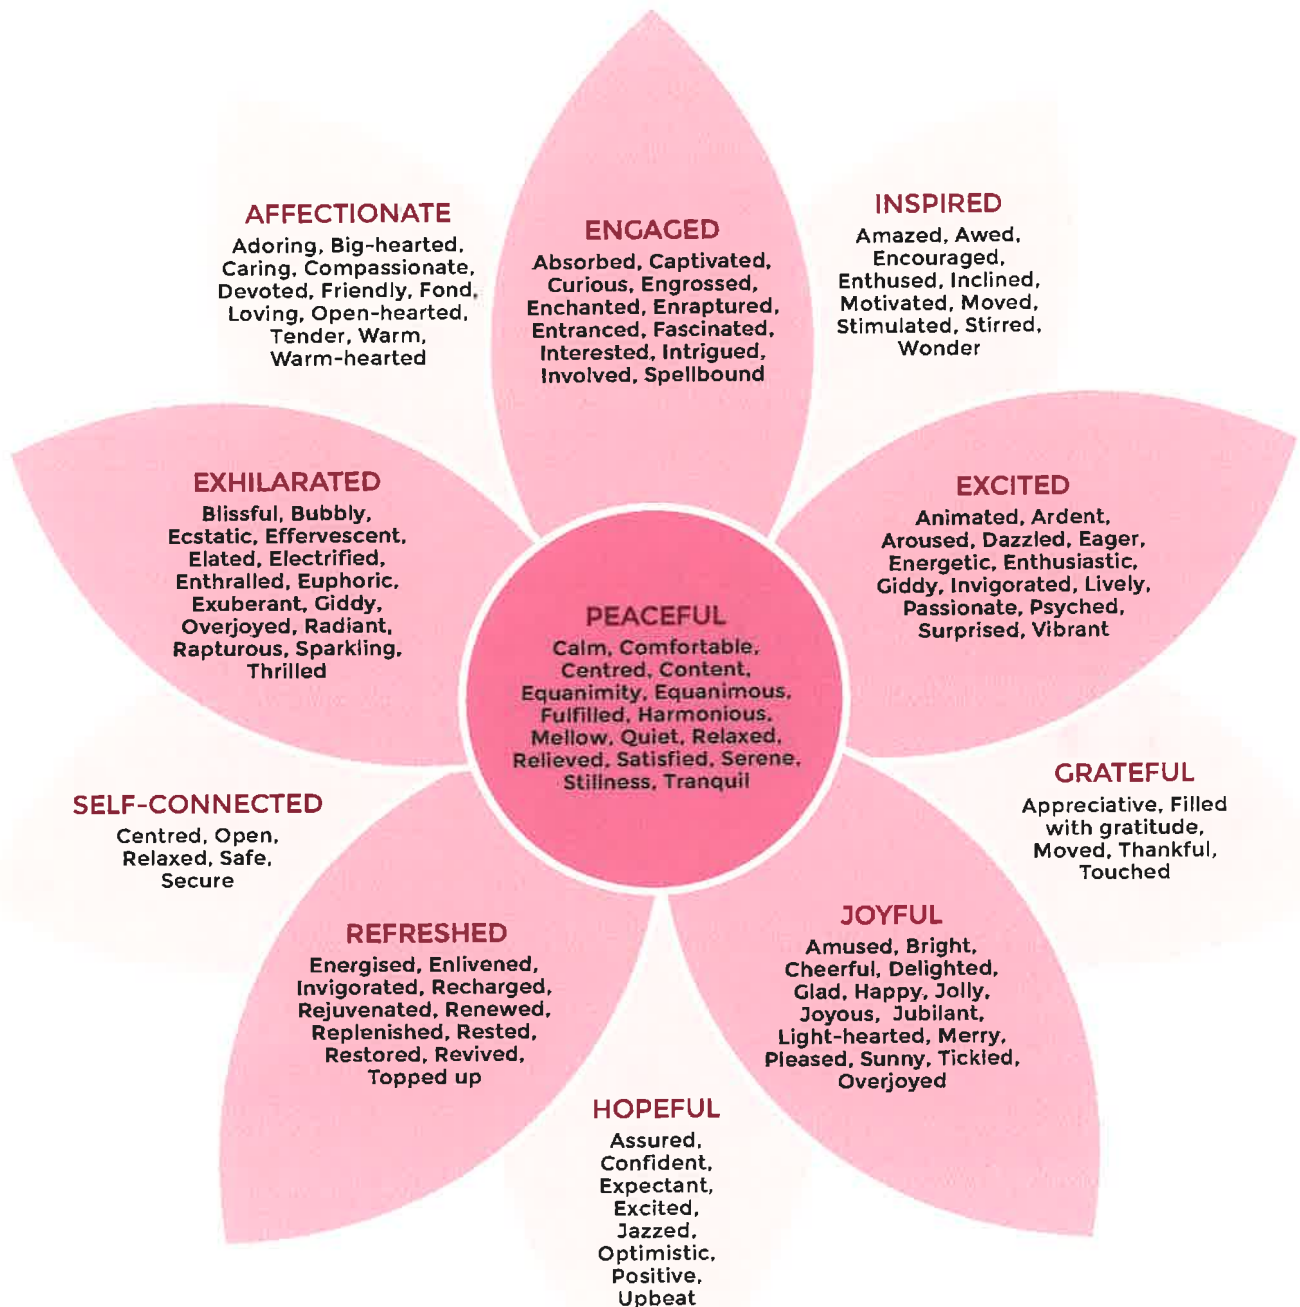 AFFECTIONATE
Adoring, Big-hearted,
Caring, Compassionate,
Devoted, Friendly, Fond,
Loving, Open-hearted,
Tender, Warm,
Warm-hearted
ENGAGED
Absorbed, Captivated,
Curious, Engrossed,
Enchanted, Enraptured,
Entranced, Fascinated,
Interested, Intrigued,
Involved, Spellbound
INSPIRED
Amazed, Awed,
Encouraged,
Enthused, Inclined,
Motivated, Moved,
Stimulated, Stirred,
Wonder
EXHILARATED
Blissful, Bubbly,
Ecstatic, Effervescent,
Elated, Electrified,
Enthralled, Euphoric,
Exuberant, Giddy,
Overjoyed, Radiant,
Rapturous, Sparkling,
Thrilled
PEACEFUL
Calm, Comfortable,
Centred, Content,
Equanimity, Equanimous,
Fulfilled, Harmonious,
Mellow, Quiet, Relaxed,
Relieved, Satisfied, Serene,
Stillness, Tranquil
EXCITED
Animated, Ardent,
Aroused, Dazzled, Eager,
Energetic, Enthusiastic,
Giddy, Invigorated, Lively,
Passionate, Psyched,
Surprised, Vibrant
SELF-CONNECTED
Centred, Open,
Relaxed, Safe,
Secure
GRATEFUL
Appreciative, Filled
with gratitude,
Moved, Thankful,
Touched
REFRESHED
Energised, Enlivened,
Invigorated, Recharged,
Rejuvenated, Renewed,
Replenished, Rested,
Restored, Revived,
Topped up
JOYFUL
Amused, Bright,
Cheerful, Delighted,
Glad, Happy, Jolly,
Joyous, Jubilant,
Light-hearted, Merry,
Pleased, Sunny, Tickled,
Overjoyed
HOPEFUL
Assured,
Confident,
Expectant,
Excited,
Jazzed,
Optimistic,
Positive,
Upbeat